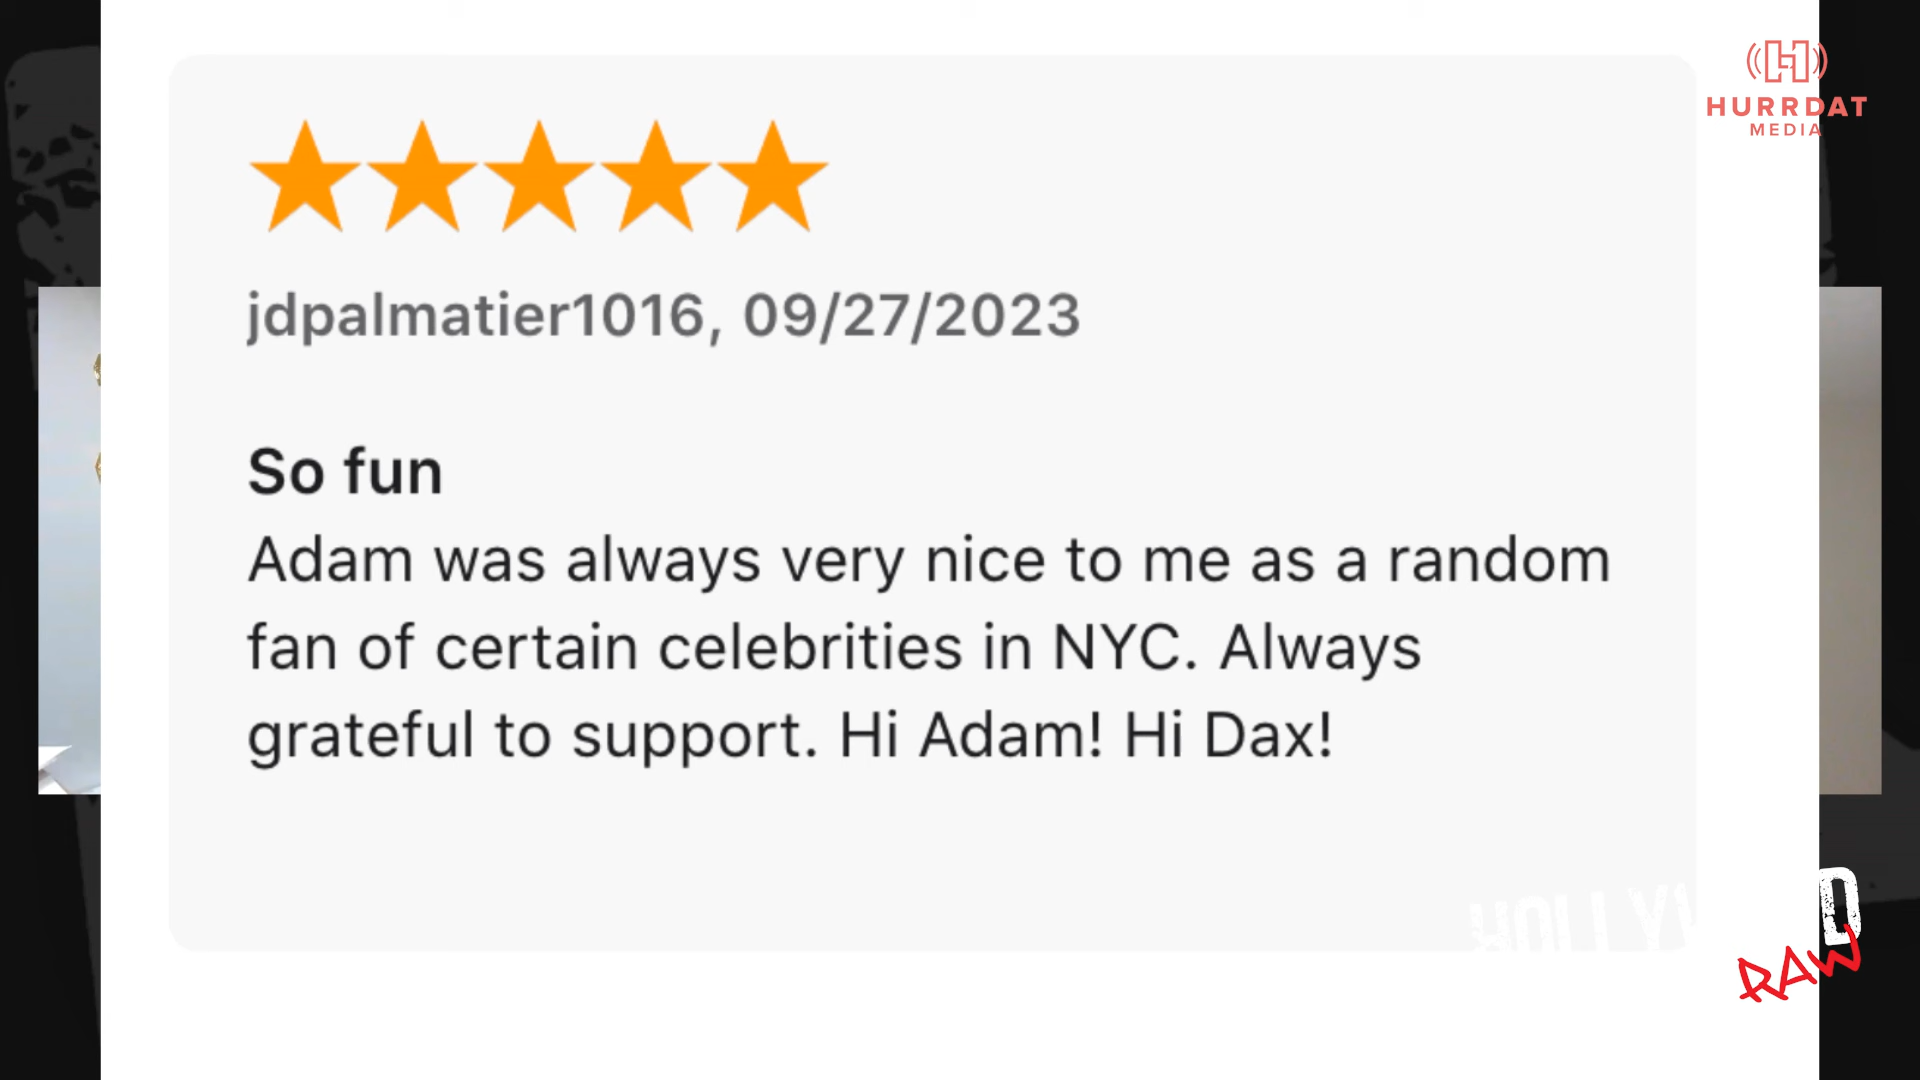 HURRDAT
MEDIA
jdpalmatier1016, 09/27/2023
So fun
Adam was always very nice to me as a random
fan of certain celebrities in NYC. Always
grateful to support. Hi Adam! Hi Dax!
RAW